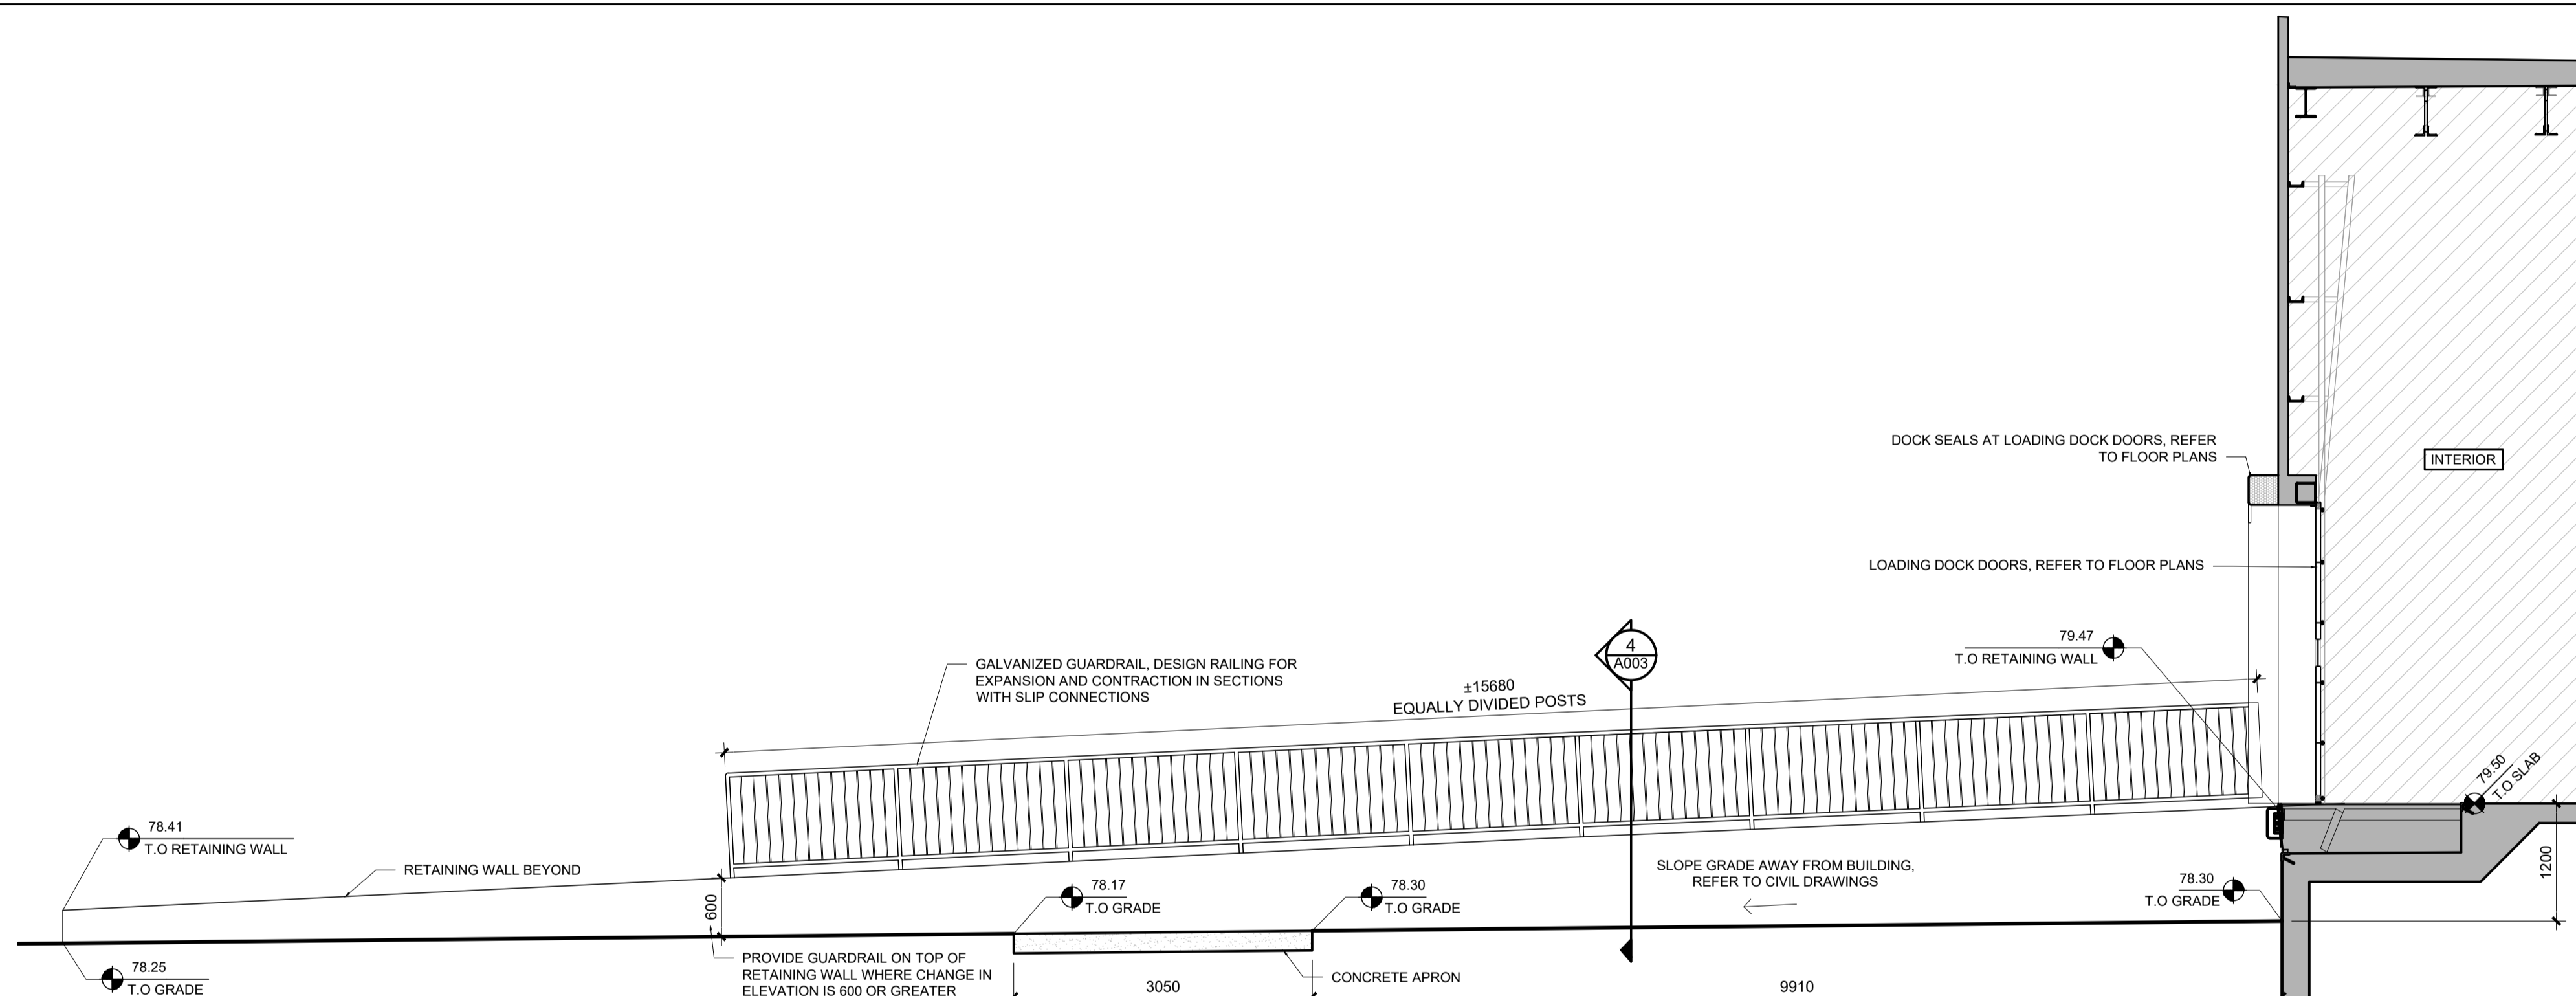 DOCK SEALS AT LOADING DOCK DOORS, REFER
TO FLOOR PLANS
INTERIOR
LOADING DOCK DOORS, REFER TO FLOOR PLANS
4
A003
79.47
T.O RETAINING WALL
GALVANIZED GUARDRAIL, DESIGN RAILING FOR
EXPANSION AND CONTRACTION IN SECTIONS
WITH SLIP CONNECTIONS
±15680
EQUALLY DIVIDED POSTS
79.50
T.O SLAB
78.41
T.O RETAINING WALL
RETAINING WALL BEYOND
600
78.17
T.O GRADE
78.30
T.O GRADE
SLOPE GRADE AWAY FROM BUILDING,
REFER TO CIVIL DRAWINGS
78.30
T.O GRADE
1200
78.25
T.O GRADE
PROVIDE GUARDRAIL ON TOP OF
RETAINING WALL WHERE CHANGE IN
ELEVATION IS 600 OR GREATER
CONCRETE APRON
3050
9910